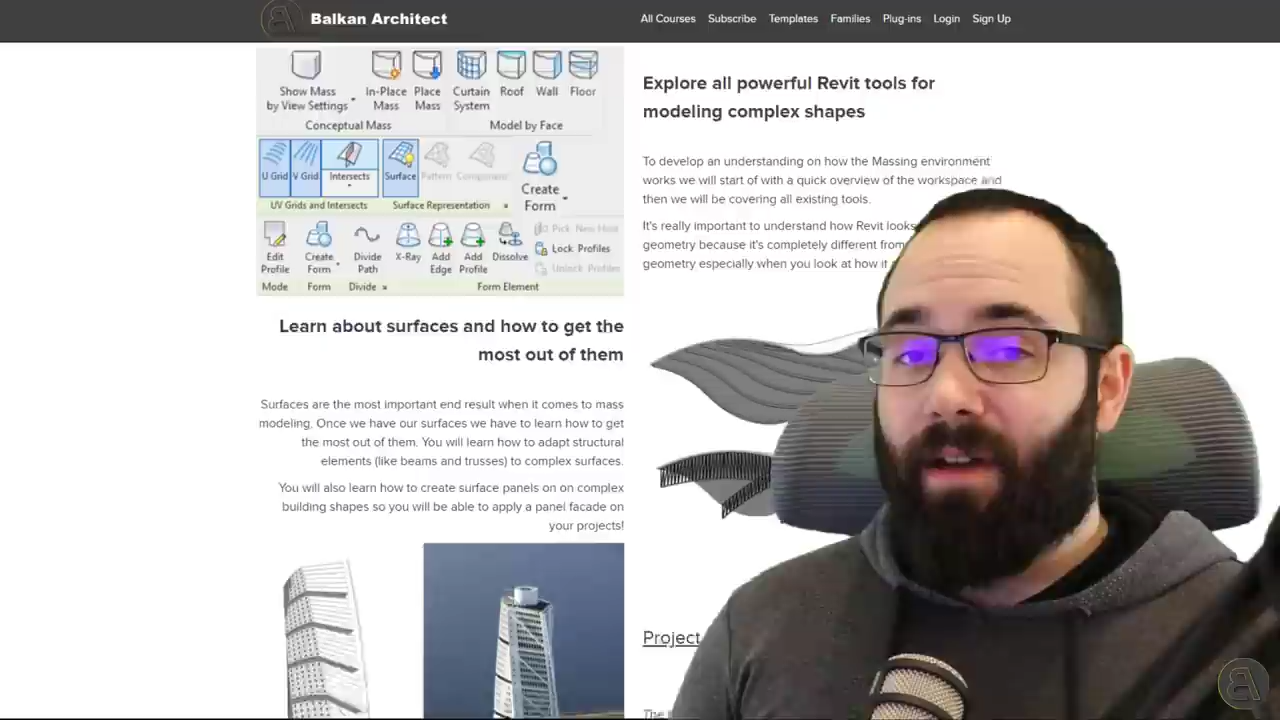 Balkan Architect
All Courses Subscribe Templates Families Plug-ins Login Sign Up
Show Mass
by View Settings
In-Place
Mass
Place
Mass
Curtain
System
Roof
Wall
Floor
Conceptual Mass
Model by Face
U Grid
V Grid
Intersects
Surface
Pattern
Component
Create
Form
UV Grids and Intersects
Surface Representation
Edit
Profile
Create
Form
Divide
Path
X-Ray
Add
Edge
Add
Profile
Dissolve
Pick New Host
Lock Profiles
Unlock Profiles
Mode
Form
Divide
Form Element
Learn about surfaces and how to get the
most out of them
Surfaces are the most important end result when it comes to mass
modeling. Once we have our surfaces we have to learn how to get
the most out of them. You will learn how to adapt structural
elements (like beams and trusses) to complex surfaces.
You will also learn how to create surface panels on on complex
building shapes so you will be able to apply a panel facade on
your projects!
Explore all powerful Revit tools for
modeling complex shapes
To develop an understanding on how the Massing environment
works we will start of with a quick overview of the workspace and
then we will be covering all existing tools.
It's really important to understand how Revit looks
geometry because it's completely different from
geometry especially when you look at how it
Project
The